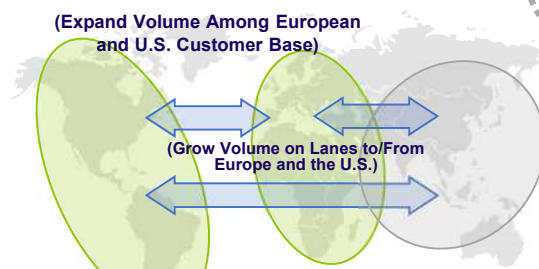 (Expand Volume Among European
and U.S. Customer Base)
(Grow Volume on Lanes to/From
Europe and the U.S.)